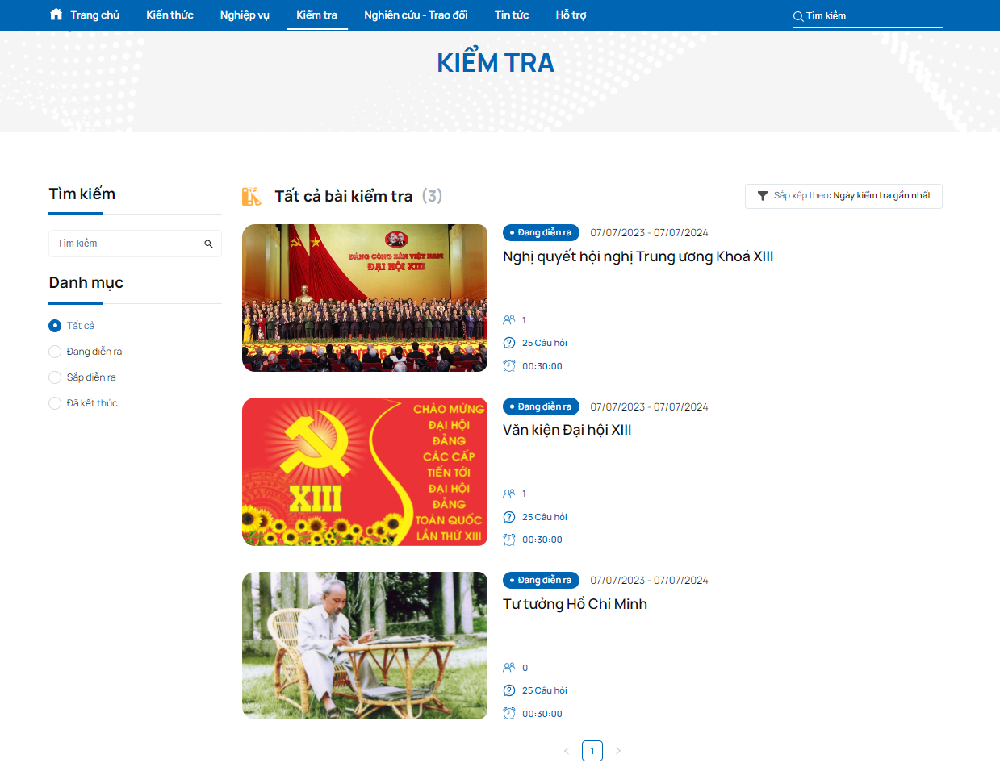 Trang chủ Kiến thức Nghiệp vụ Kiểm tra Nghiên cứu - Trao đổi Tin tức Hỗ trợ Tìm kiếm...
KIỂM TRA
Tìm kiếm
Tìm kiếm
Danh mục
Tất cả
Đang diễn ra
Sắp diễn ra
Đã kết thúc
Tất cả bài kiểm tra (3)
Sắp xếp theo: Ngày kiểm tra gần nhất
ĐẢNG CỘNG SẢN VIỆT NAM
ĐẠI HỘI XIII
Đang diễn ra 07/07/2023 - 07/07/2024
Nghị quyết hội nghị Trung ương Khoá XIII
1
25 Câu hỏi
00:30:00
CHÀO MỪNG
ĐẠI HỘI
ĐẢNG
CÁC CẤP
TIẾN TỚI
ĐẠI HỘI
ĐẢNG
TOÀN QUỐC
LẦN THỨ XIII
XIII
Đang diễn ra 07/07/2023 - 07/07/2024
Văn kiện Đại hội XIII
1
25 Câu hỏi
00:30:00
Đang diễn ra 07/07/2023 - 07/07/2024
Tư tưởng Hồ Chí Minh
0
25 Câu hỏi
00:30:00
< 1 >